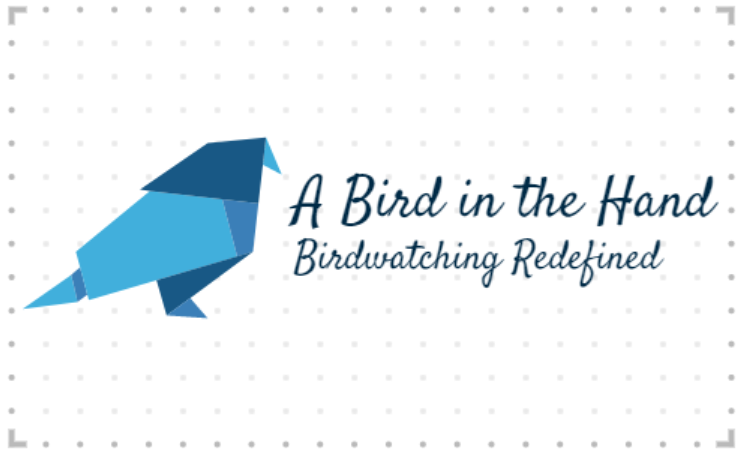 A Bird in the Hand
Birdwatching Redefined